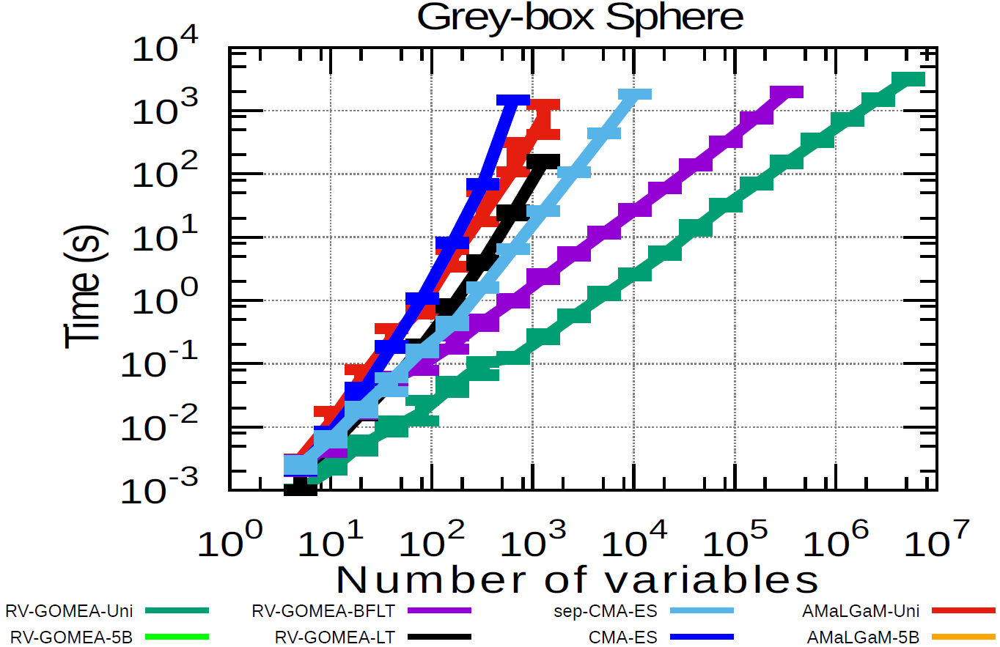 Grey-box Sphere
10^4
10^3
10^2
10^1
10^0
10^-1
10^-2
10^-3
Time (s)
10^0 10^1 10^2 10^3 10^4 10^5 10^6 10^7
Number of variables
RV-GOMEA-Uni RV-GOMEA-BFLT sep-CMA-ES AMaLGaM-Uni
RV-GOMEA-5B RV-GOMEA-LT CMA-ES AMaLGaM-5B